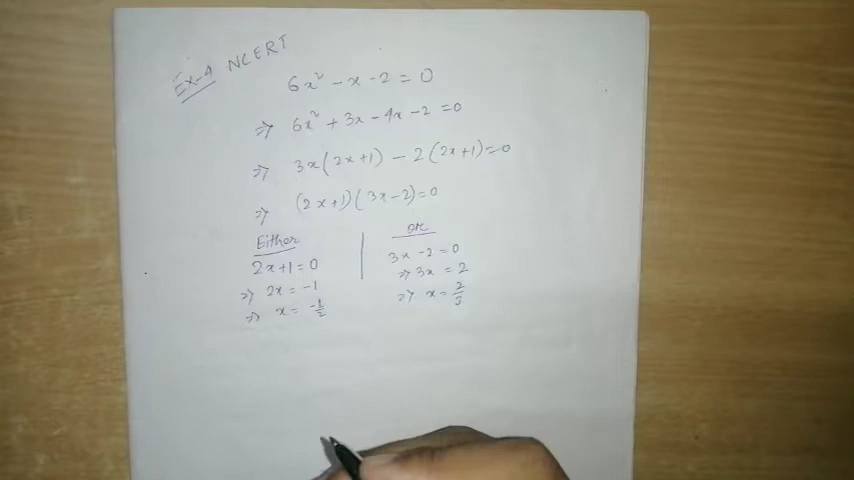 Ex-4 NCERT
6x² - x - 2 = 0
⇒ 6x² + 3x - 4x - 2 = 0
⇒ 3x(2x+1) - 2(2x+1) = 0
⇒ (2x+1)(3x-2) = 0
Either
2x+1 = 0
⇒ 2x = -1
⇒ x = -1/2
OR
3x - 2 = 0
⇒ 3x = 2
⇒ x = 2/3